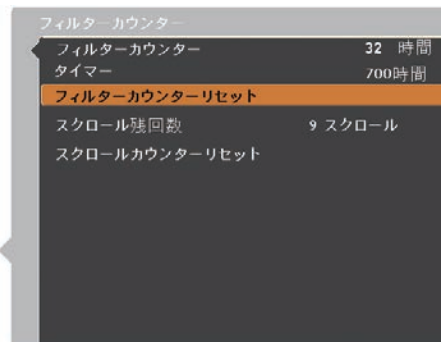 フィルターカウンター
フィルターカウンター 32 時間
タイマー 700時間
フィルターカウンターリセット
スクロール残回数 9 スクロール
スクロールカウンターリセット